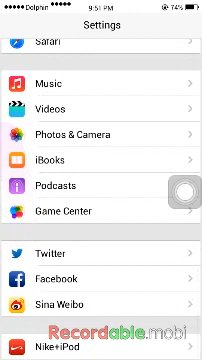 Dolphin 9:51 PM 74%
Settings
Safari
Music
Videos
Photos & Camera
iBooks
Podcasts
Game Center
Twitter
Facebook
Sina Weibo
Recordable.mobi
Nike+iPod